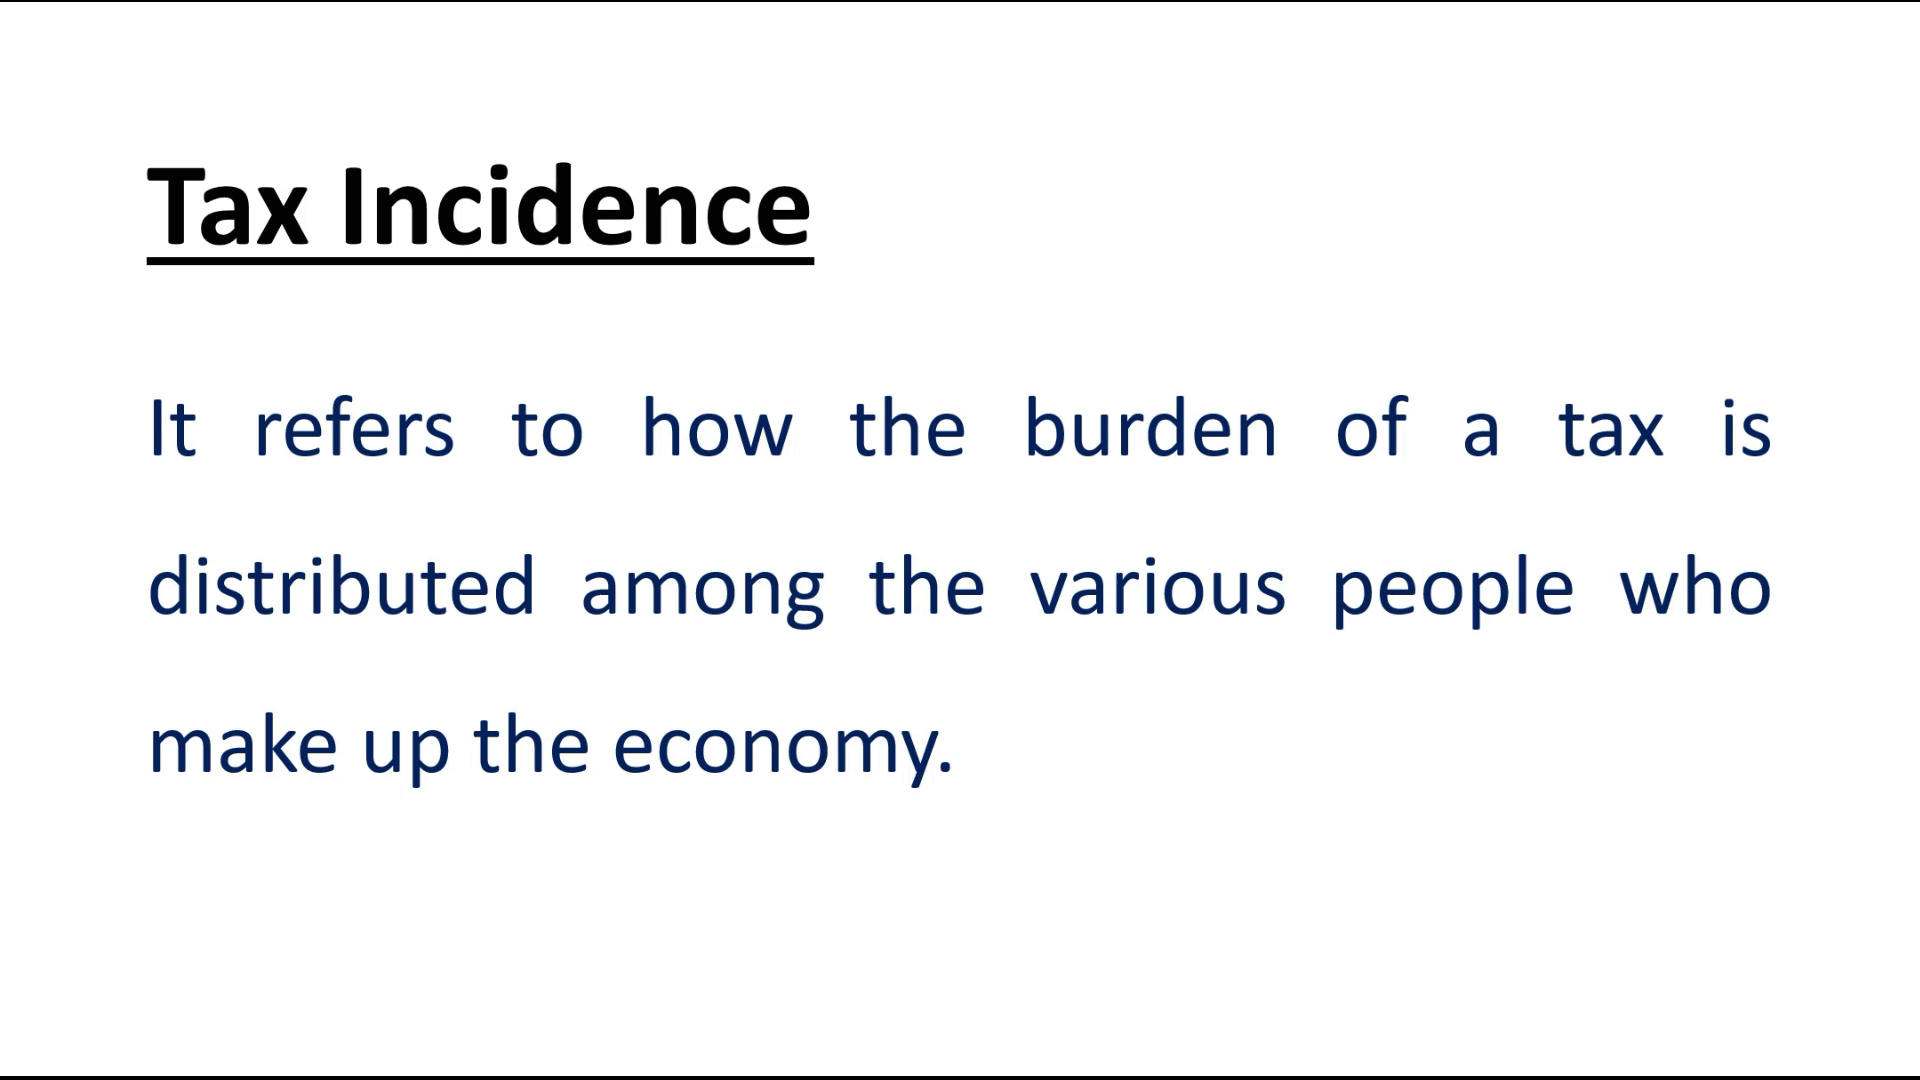 Tax Incidence
It refers to how the burden of a tax is
distributed among the various people who
make up the economy.